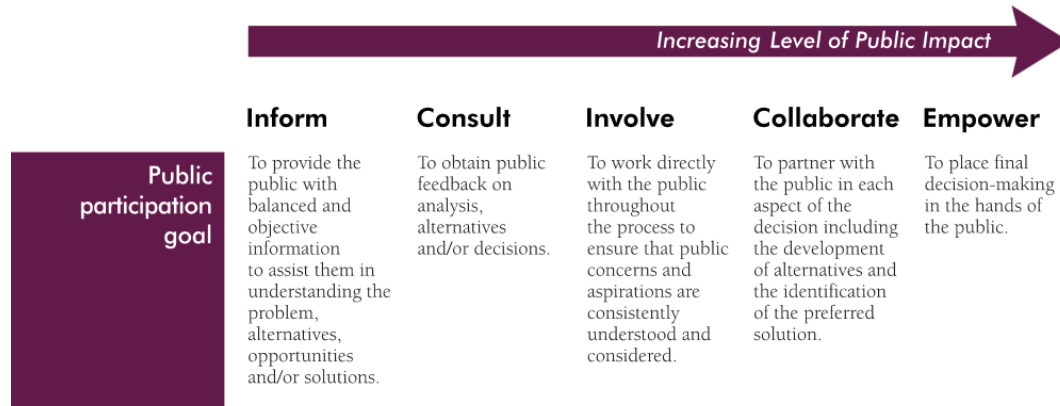 Increasing Level of Public Impact
Inform
Consult
Involve
Collaborate
Empower
Public
participation
goal
To provide the
public with
balanced and
objective
information
to assist them in
understanding the
problem,
alternatives,
opportunities
and/or solutions.
To obtain public
feedback on
analysis,
alternatives
and/or decisions.
To work directly
with the public
throughout
the process to
ensure that public
concerns and
aspirations are
consistently
understood and
considered.
To partner with
the public in each
aspect of the
decision including
the development
of alternatives and
the identification
of the preferred
solution.
To place final
decision-making
in the hands of
the public.